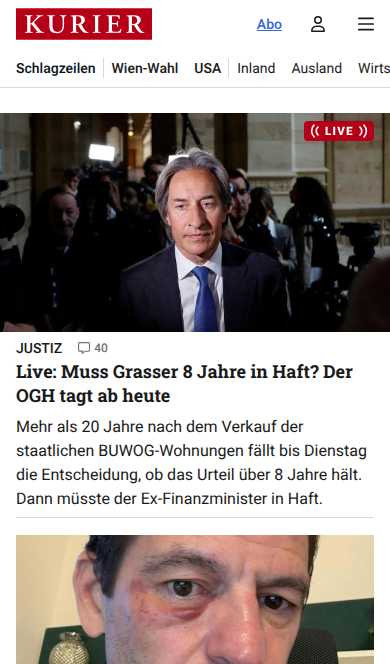 KURIER
Abo
Schlagzeilen Wien-Wahl USA Inland Ausland Wirts
((LIVE))
JUSTIZ 40
Live: Muss Grasser 8 Jahre in Haft? Der
OGH tagt ab heute
Mehr als 20 Jahre nach dem Verkauf der
staatlichen BUWOG-Wohnungen fällt bis Dienstag
die Entscheidung, ob das Urteil über 8 Jahre hält.
Dann müsste der Ex-Finanzminister in Haft.